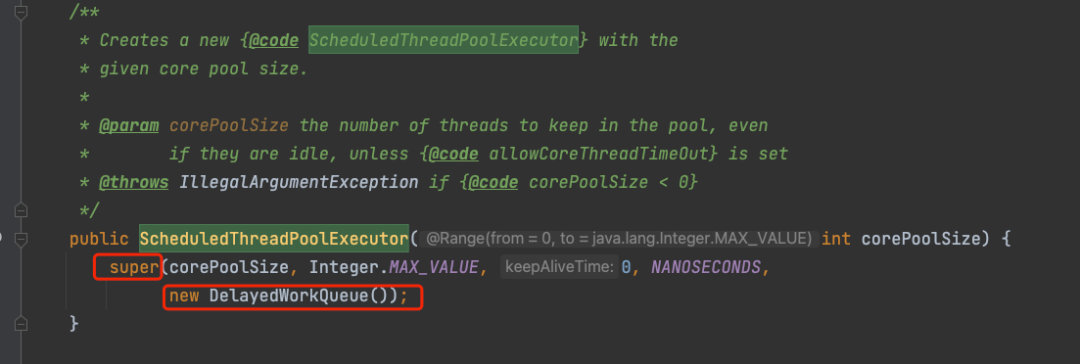 /**
* Creates a new {@code ScheduledThreadPoolExecutor} with the
* given core pool size.
*
* @param corePoolSize the number of threads to keep in the pool, even
*        if they are idle, unless {@code allowCoreThreadTimeOut} is set
* @throws IllegalArgumentException if {@code corePoolSize < 0}
*/
public ScheduledThreadPoolExecutor( @Range(from = 0, to = java.lang.Integer.MAX_VALUE) int corePoolSize) {
super(corePoolSize, Integer.MAX_VALUE, keepAliveTime: 0, NANOSECONDS,
new DelayedWorkQueue());
}